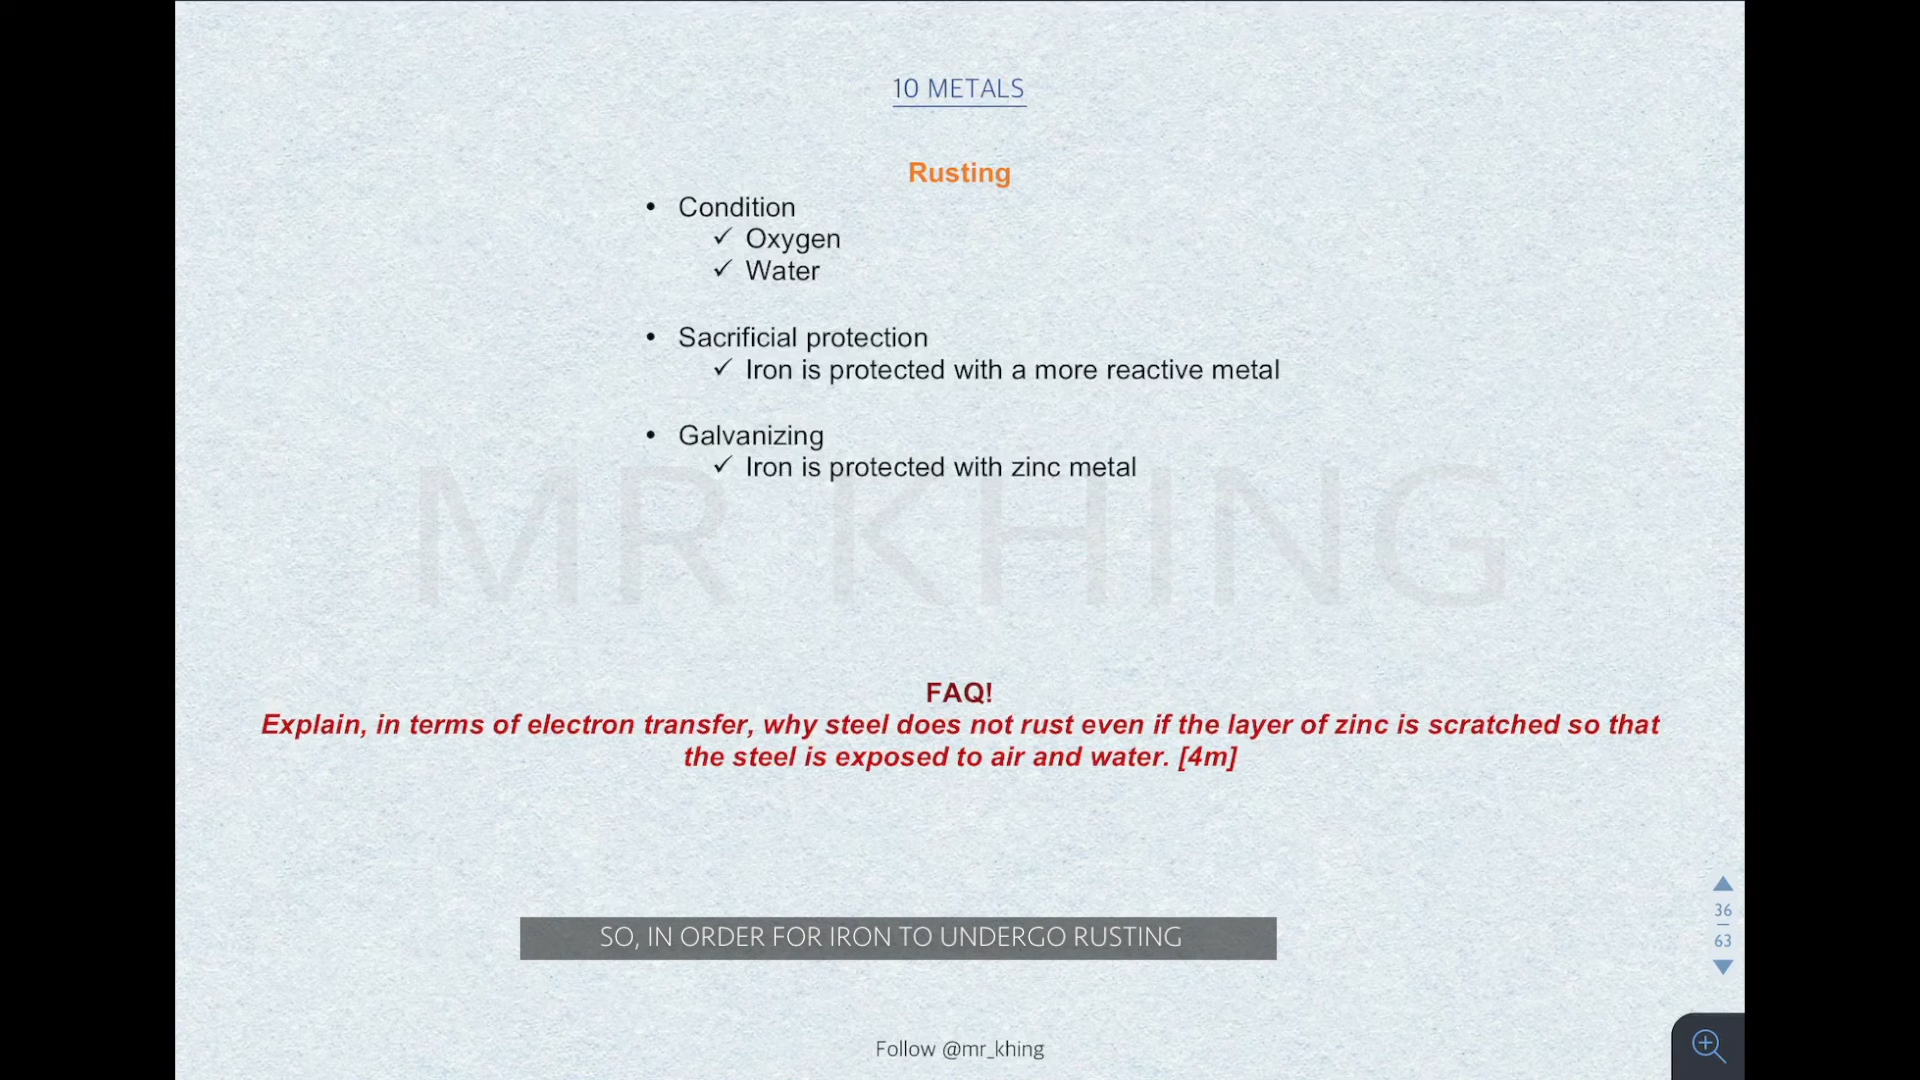 10 METALS
Rusting
• Condition
✓ Oxygen
✓ Water
• Sacrificial protection
✓ Iron is protected with a more reactive metal
• Galvanizing
✓ Iron is protected with zinc metal
MR KHING
FAQ!
Explain, in terms of electron transfer, why steel does not rust even if the layer of zinc is scratched so that
the steel is exposed to air and water. [4m]
SO, IN ORDER FOR IRON TO UNDERGO RUSTING
36
63
Follow @mr_khing